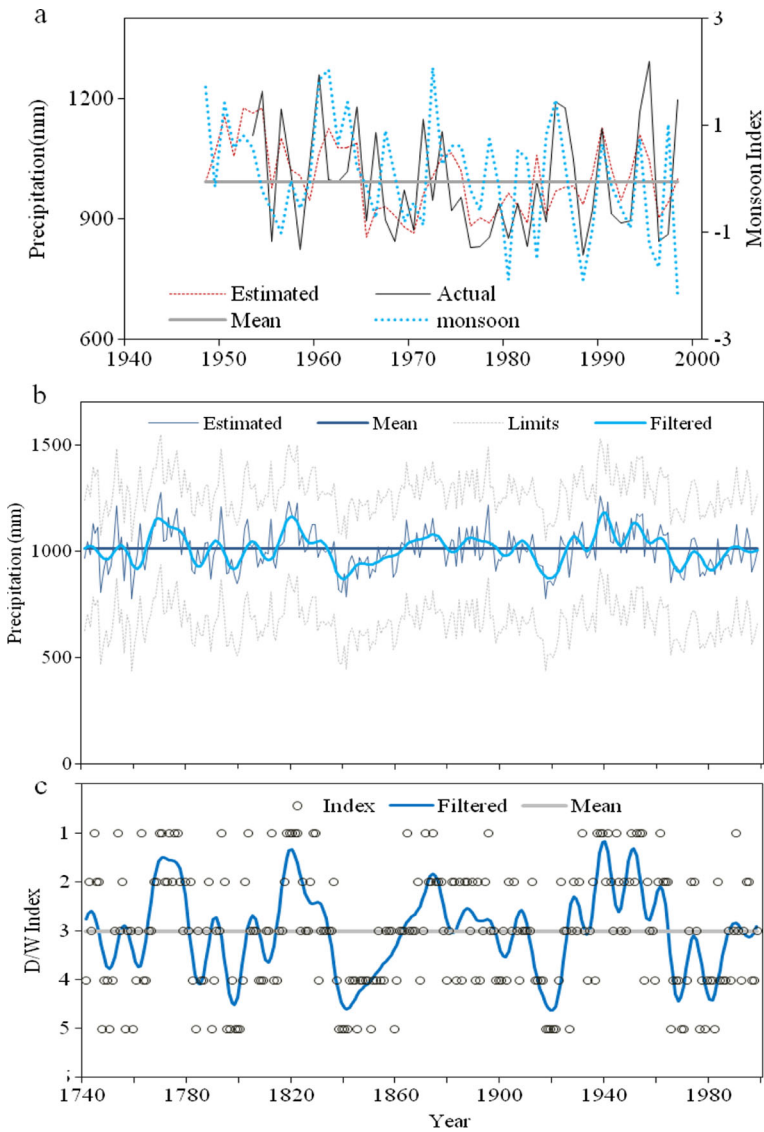 a
3
1200
1
900
-1
600
-3
Precipitation(mm)
Monsoon Index
Estimated
Actual
Mean
monsoon
1940 1950 1960 1970 1980 1990 2000
b
Estimated Mean Limits Filtered
1500
1000
500
0
Precipitation (mm)
c
Index Filtered Mean
1
2
3
4
5
D/W Index
1740 1780 1820 1860 1900 1940 1980
Year